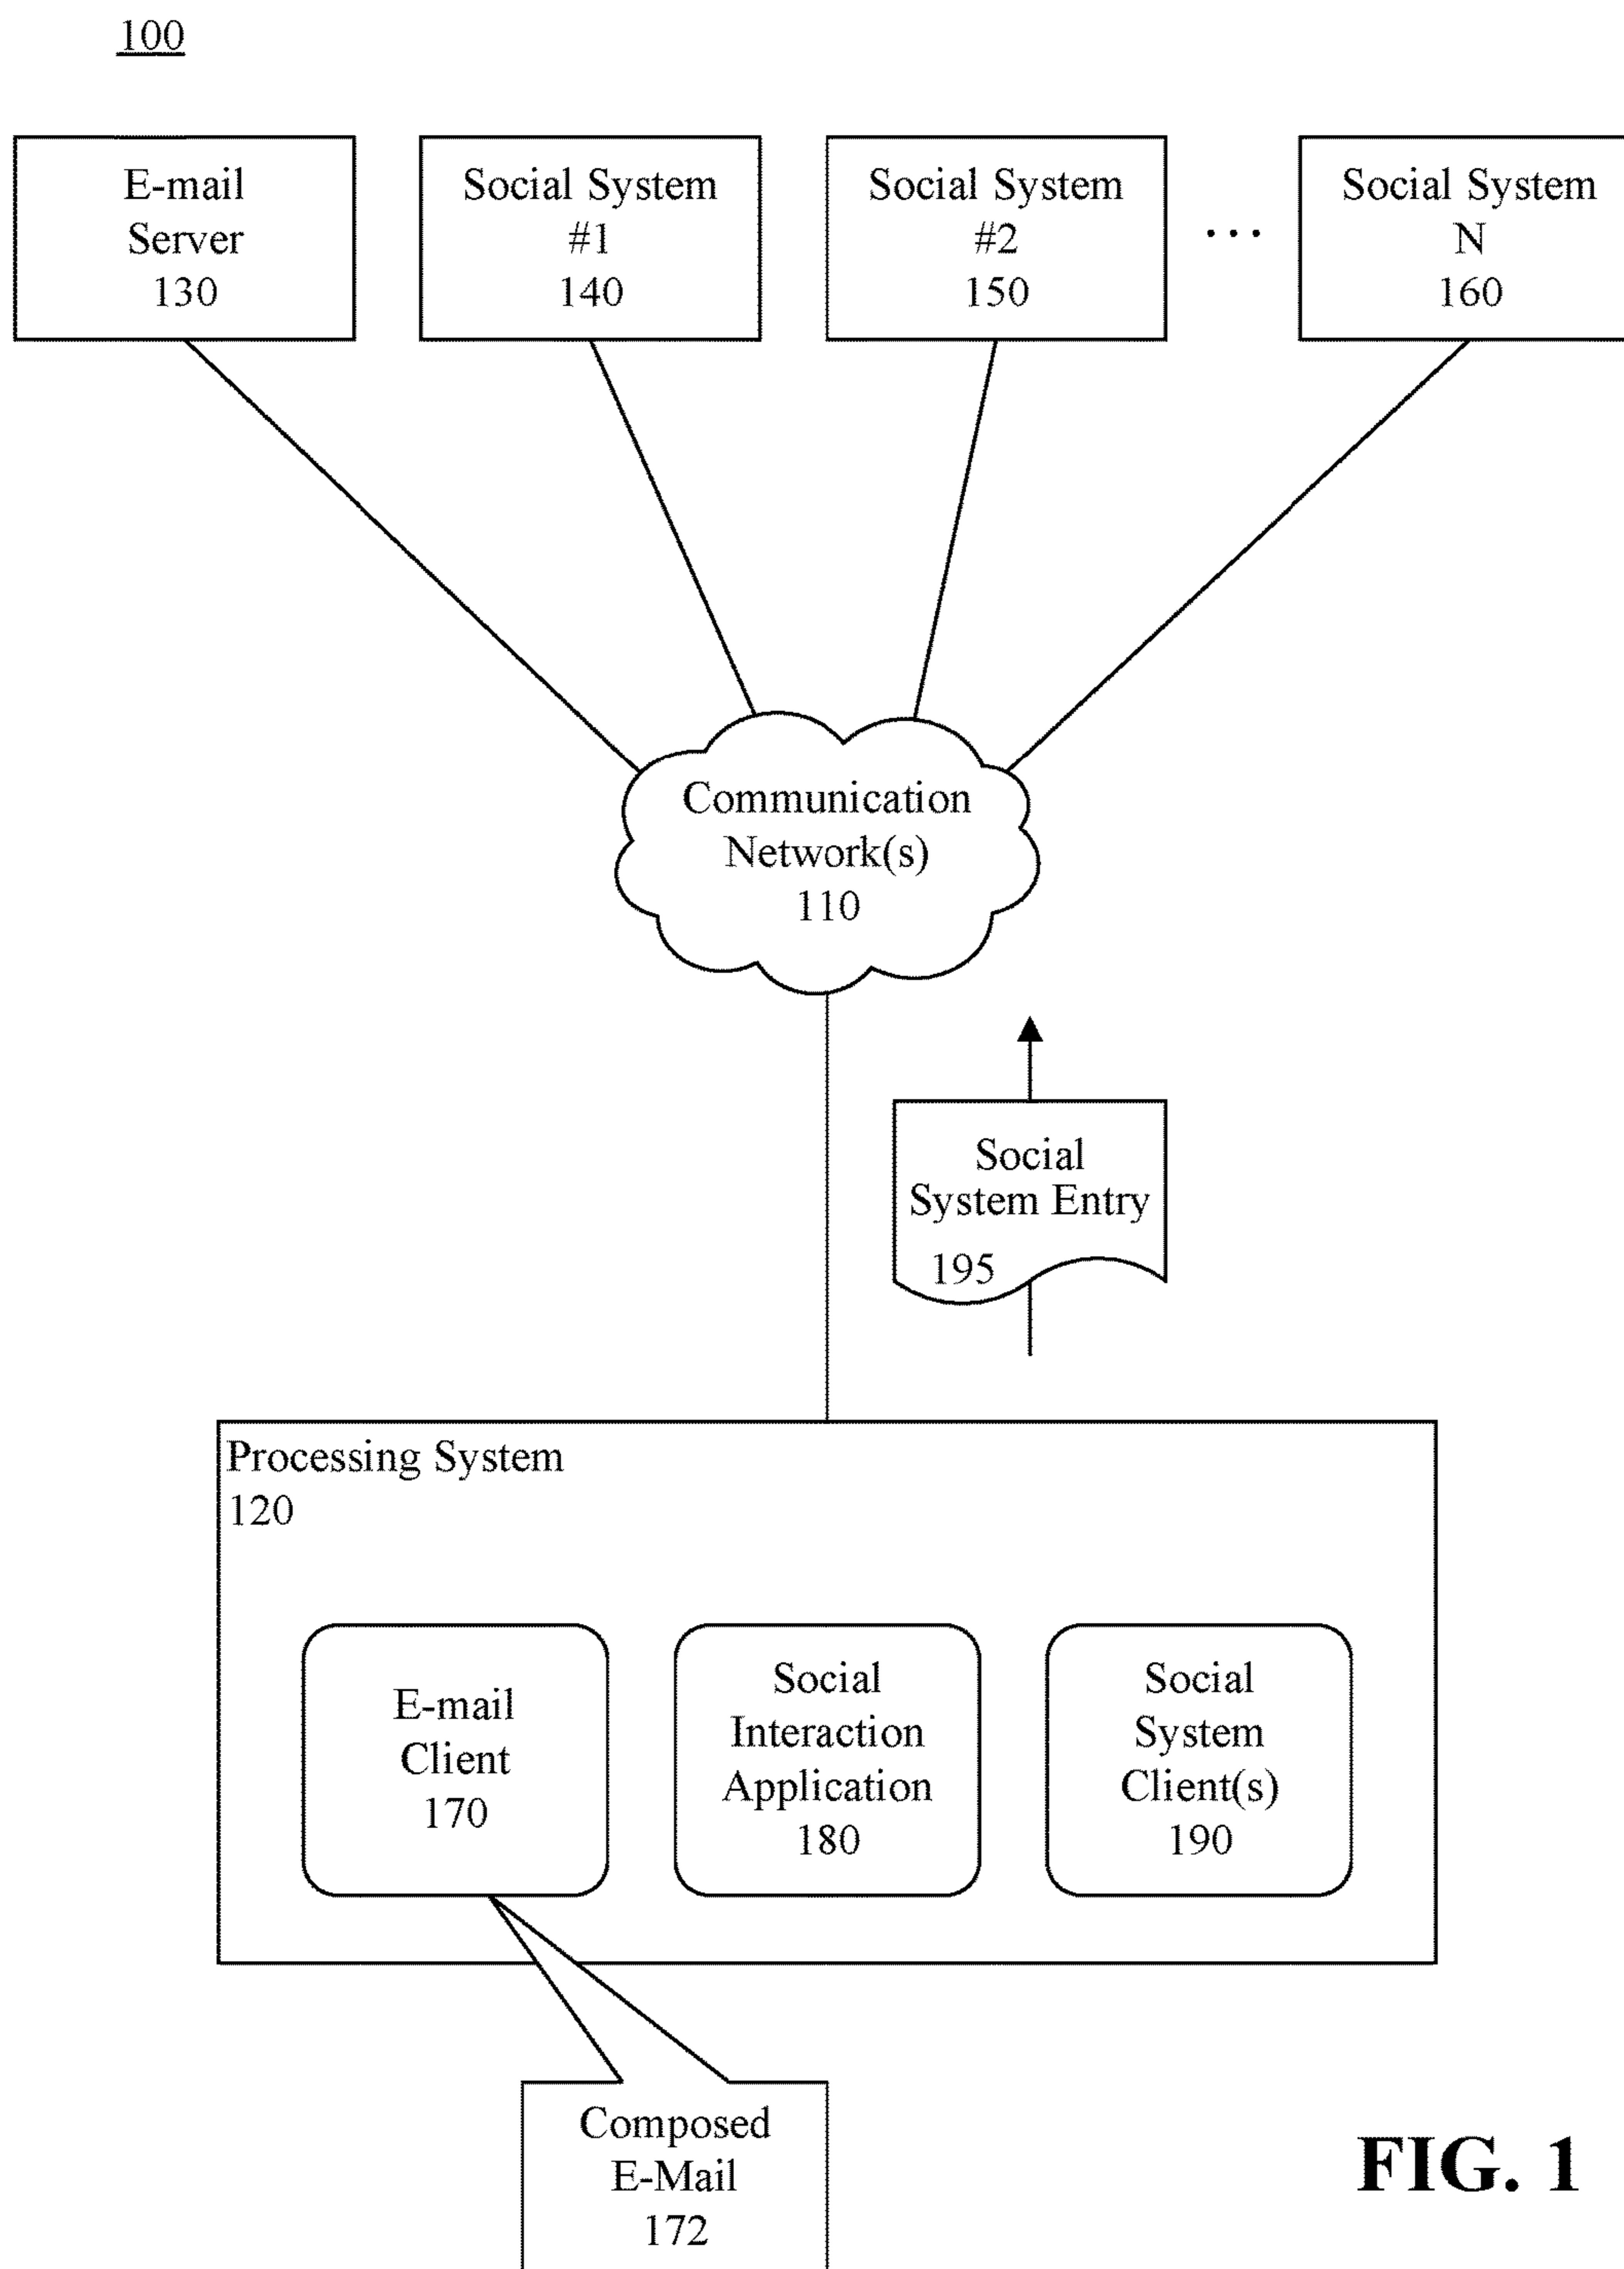 100
E-mail
Server
130
Social System
#1
140
Social System
#2
150
...
Social System
N
160
Communication
Network(s)
110
Social
System Entry
195
Processing System
120
E-mail
Client
170
Social
Interaction
Application
180
Social
System
Client(s)
190
Composed
E-Mail
172
FIG. 1